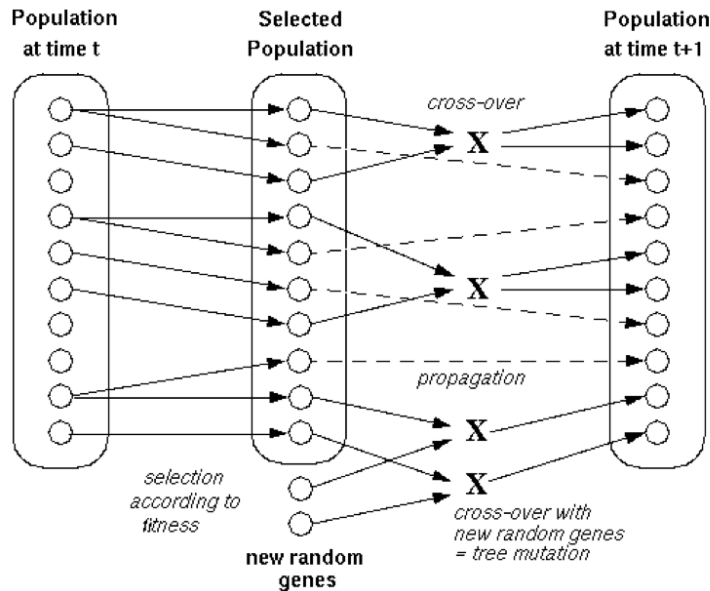 Population
at time t
Selected
Population
Population
at time t+1
cross-over
X
X
propagation
X
X
selection
according to
fitness
cross-over with
new random genes
= tree mutation
new random
genes